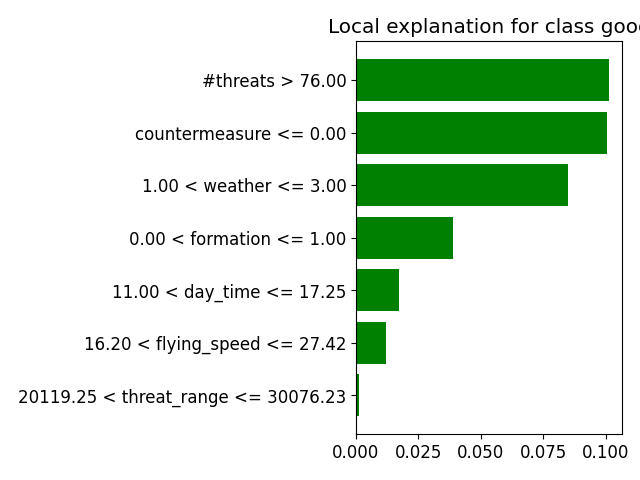 Local explanation for class good
#threats > 76.00
countermeasure <= 0.00
1.00 < weather <= 3.00
0.00 < formation <= 1.00
11.00 < day_time <= 17.25
16.20 < flying_speed <= 27.42
20119.25 < threat_range <= 30076.23
0.000 0.025 0.050 0.075 0.100